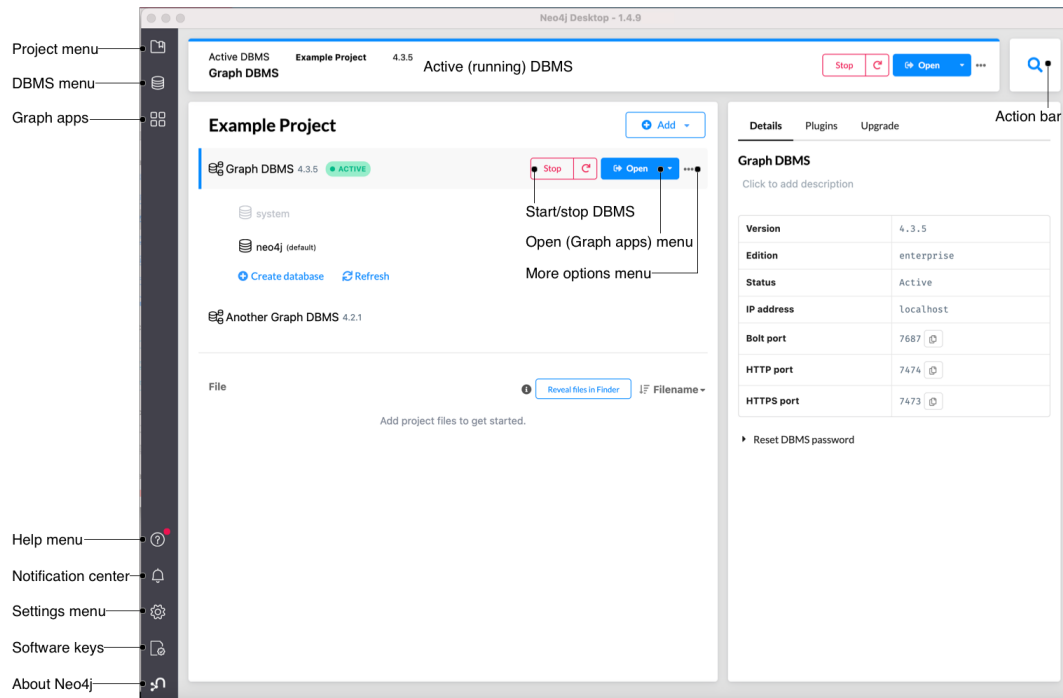 Neo4j Desktop - 1.4.9
Project menu
DBMS menu
Graph apps
Active DBMS Example Project 4.3.5
Graph DBMS
Active (running) DBMS
Stop Open
Action bar
Example Project
Add
Graph DBMS 4.3.5 ACTIVE
Stop Open
system
neo4j (default)
Create database Refresh
Start/stop DBMS
Open (Graph apps) menu
More options menu
Another Graph DBMS 4.2.1
File
Reveal files in Finder Filename
Add project files to get started.
Details Plugins Upgrade
Graph DBMS
Click to add description
Version 4.3.5
Edition enterprise
Status Active
IP address localhost
Bolt port 7687
HTTP port 7474
HTTPS port 7473
Reset DBMS password
Help menu
Notification center
Settings menu
Software keys
About Neo4j